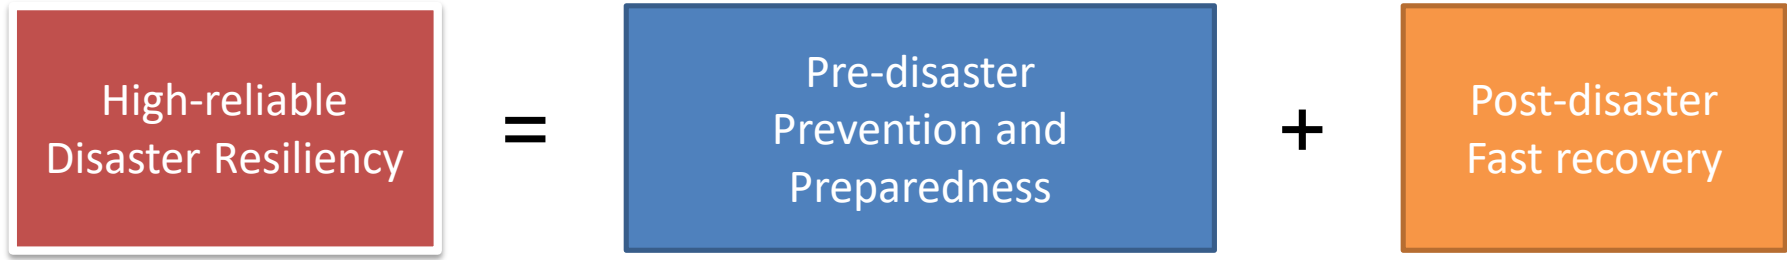 High-reliable
Disaster Resiliency
=
Pre-disaster
Prevention and
Preparedness
+
Post-disaster
Fast recovery